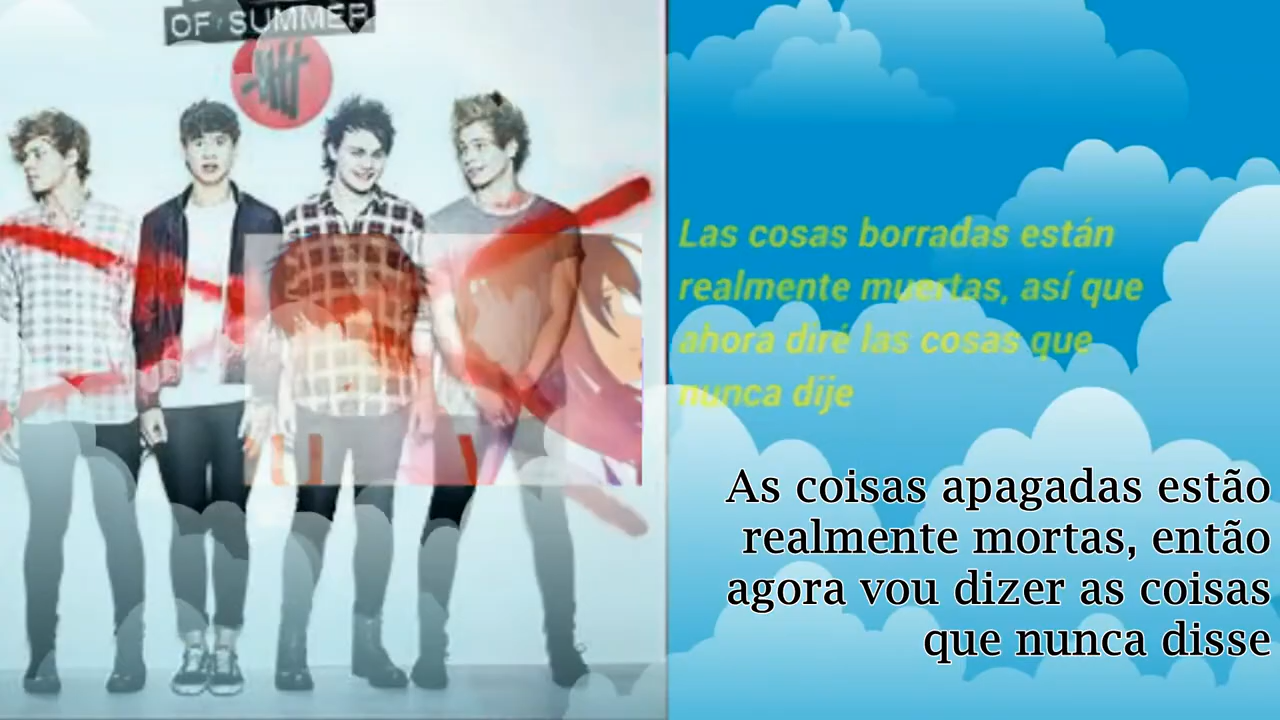 OF SUMMER
Las cosas borradas están
realmente muertas, así que
ahora diré las cosas que
nunca dije
As coisas apagadas estão
realmente mortas, então
agora vou dizer as coisas
que nunca disse